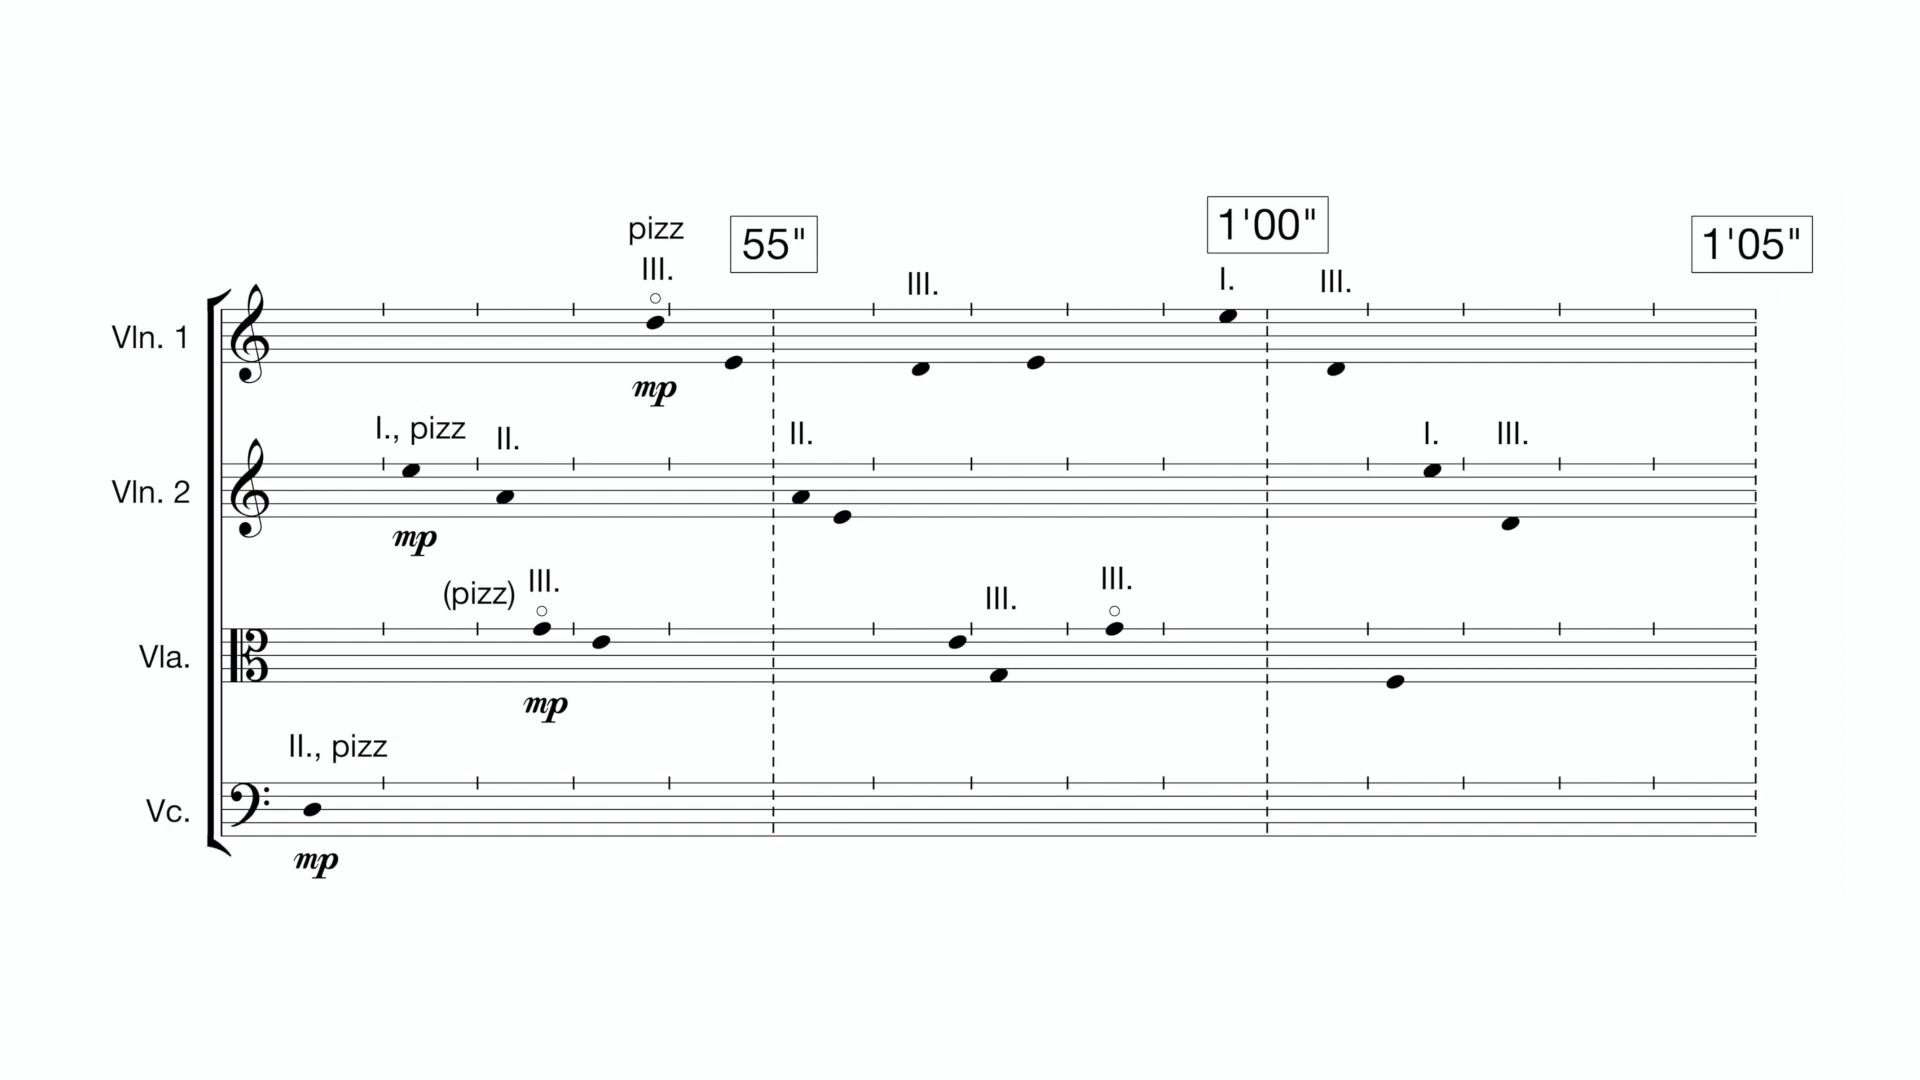 pizz
55"
1'00"
1'05"
III.
III.
I.
III.
Vln. 1
mp
I., pizz
II.
II.
I.
III.
Vln. 2
mp
(pizz)
III.
III.
III.
Vla.
mp
II., pizz
Vc.
mp